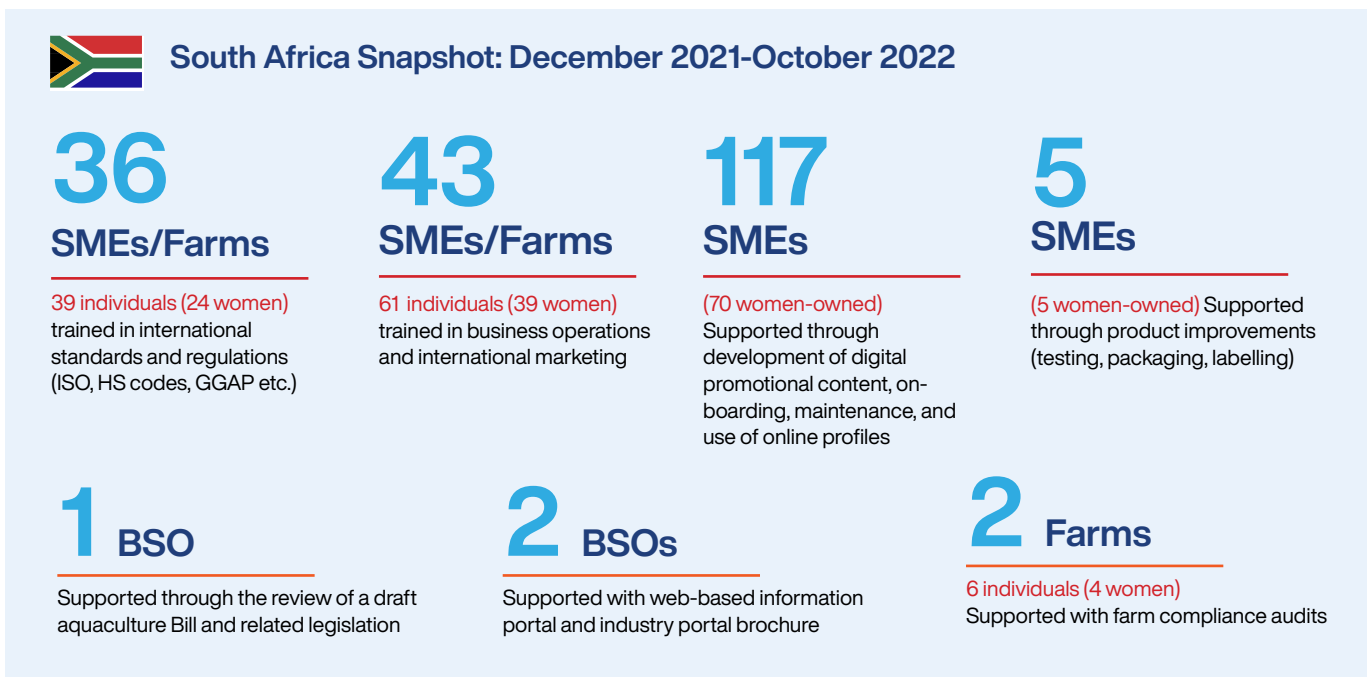 South Africa Snapshot: December 2021-October 2022
36
SMEs/Farms
39 individuals (24 women)
trained in international
standards and regulations
(ISO, HS codes, GGAP etc.)
43
SMEs/Farms
61 individuals (39 women)
trained in business operations
and international marketing
117
SMEs
(70 women-owned)
Supported through
development of digital
promotional content, on-
boarding, maintenance, and
use of online profiles
5
SMEs
(5 women-owned) Supported
through product improvements
(testing, packaging, labelling)
1 BSO
Supported through the review of a draft
aquaculture Bill and related legislation
2 BSOs
Supported with web-based information
portal and industry portal brochure
2 Farms
6 individuals (4 women)
Supported with farm compliance audits